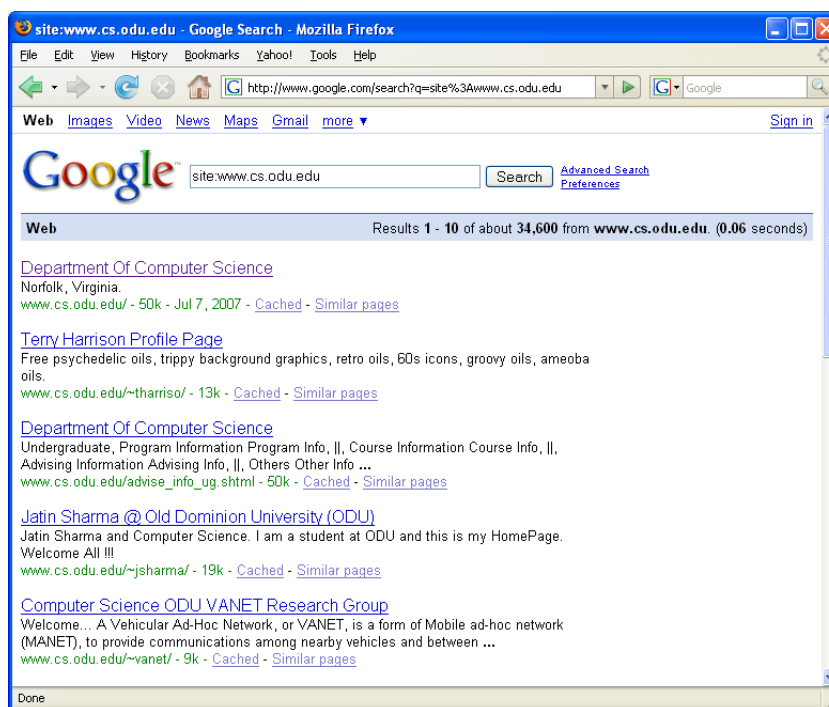 site:www.cs.odu.edu - Google Search - Mozilla Firefox
File Edit View History Bookmarks Yahoo! Tools Help
http://www.google.com/search?q=site%3Awww.cs.odu.edu Google
Web Images Video News Maps Gmail more ▼ Sign in
Google™ site:www.cs.odu.edu Search Advanced Search
Preferences
Web Results 1 - 10 of about 34,600 from www.cs.odu.edu. (0.06 seconds)
Department Of Computer Science
Norfolk, Virginia.
www.cs.odu.edu/ - 50k - Jul 7, 2007 - Cached - Similar pages
Terry Harrison Profile Page
Free psychedelic oils, trippy background graphics, retro oils, 60s icons, groovy oils, ameoba
oils.
www.cs.odu.edu/~tharriso/ - 13k - Cached - Similar pages
Department Of Computer Science
Undergraduate, Program Information Program Info, ||, Course Information Course Info, ||,
Advising Information Advising Info, ||, Others Other Info ...
www.cs.odu.edu/advise_info_ug.shtml - 50k - Cached - Similar pages
Jatin Sharma @ Old Dominion University (ODU)
Jatin Sharma and Computer Science. I am a student at ODU and this is my HomePage.
Welcome All !!!
www.cs.odu.edu/~jsharma/ - 19k - Cached - Similar pages
Computer Science ODU VANET Research Group
Welcome... A Vehicular Ad-Hoc Network, or VANET, is a form of Mobile ad-hoc network
(MANET), to provide communications among nearby vehicles and between ...
www.cs.odu.edu/~vanet/ - 9k - Cached - Similar pages
Done